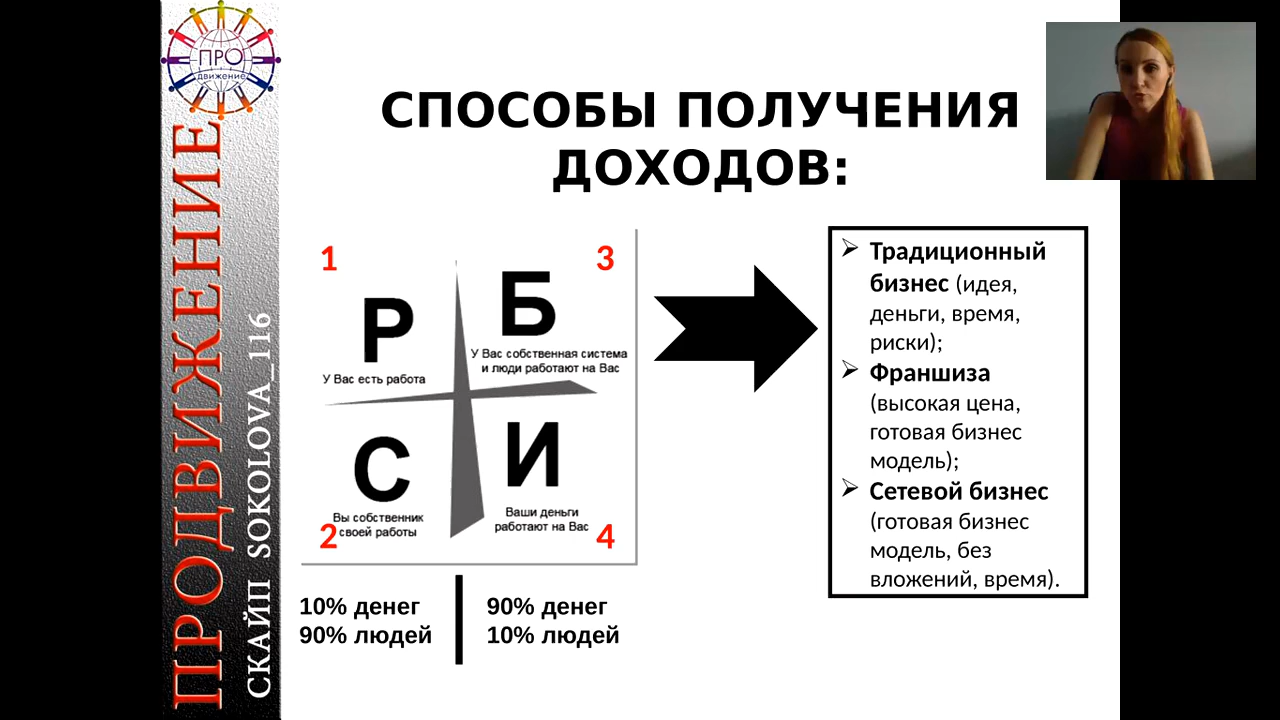 ПРО
движение
ПРОДВИЖЕНИЕ
СКАЙП SOKOLOVA_116
СПОСОБЫ ПОЛУЧЕНИЯ
ДОХОДОВ:
1
Р
У Вас есть работа
3
Б
У Вас собственная система
и люди работают на Вас
С
Вы собственник
2 своей работы
И
Ваши деньги
работают на Вас 4
10% денег
90% людей
90% денег
10% людей
Традиционный
бизнес (идея,
деньги, время,
риски);
Франшиза
(высокая цена,
готовая бизнес
модель);
Сетевой бизнес
(готовая бизнес
модель, без
вложений, время).